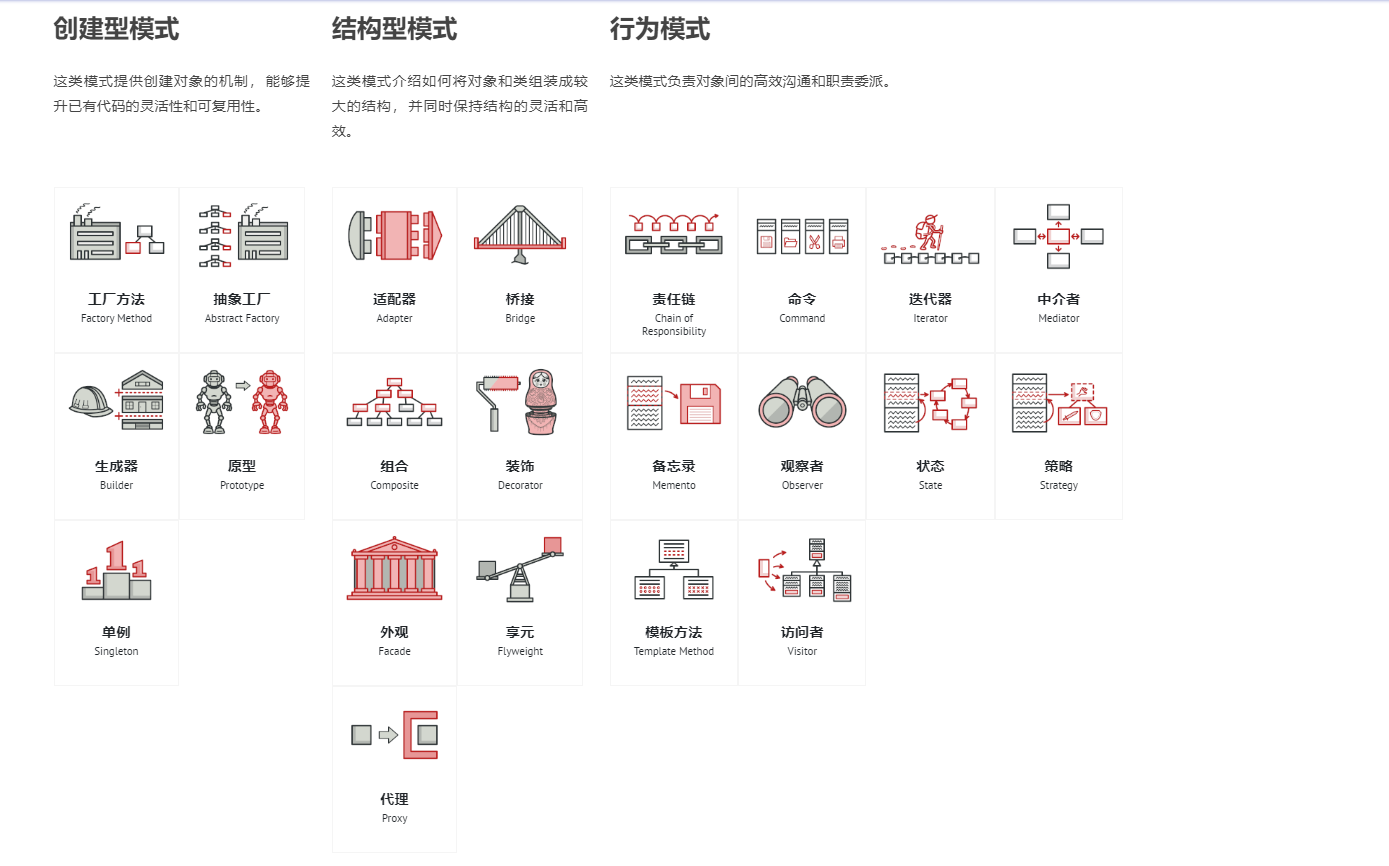 创建型模式
这类模式提供创建对象的机制， 能够提
升已有代码的灵活性和可复用性。
工厂方法
Factory Method
抽象工厂
Abstract Factory
生成器
Builder
原型
Prototype
1 1 1
单例
Singleton
结构型模式
这类模式介绍如何将对象和类组装成较
大的结构， 并同时保持结构的灵活和高
效。
适配器
Adapter
桥接
Bridge
组合
Composite
装饰
Decorator
外观
Facade
享元
Flyweight
代理
Proxy
行为模式
这类模式负责对象间的高效沟通和职责委派。
责任链
Chain of
Responsibility
命令
Command
迭代器
Iterator
中介者
Mediator
备忘录
Memento
观察者
Observer
状态
State
策略
Strategy
模板方法
Template Method
访问者
Visitor